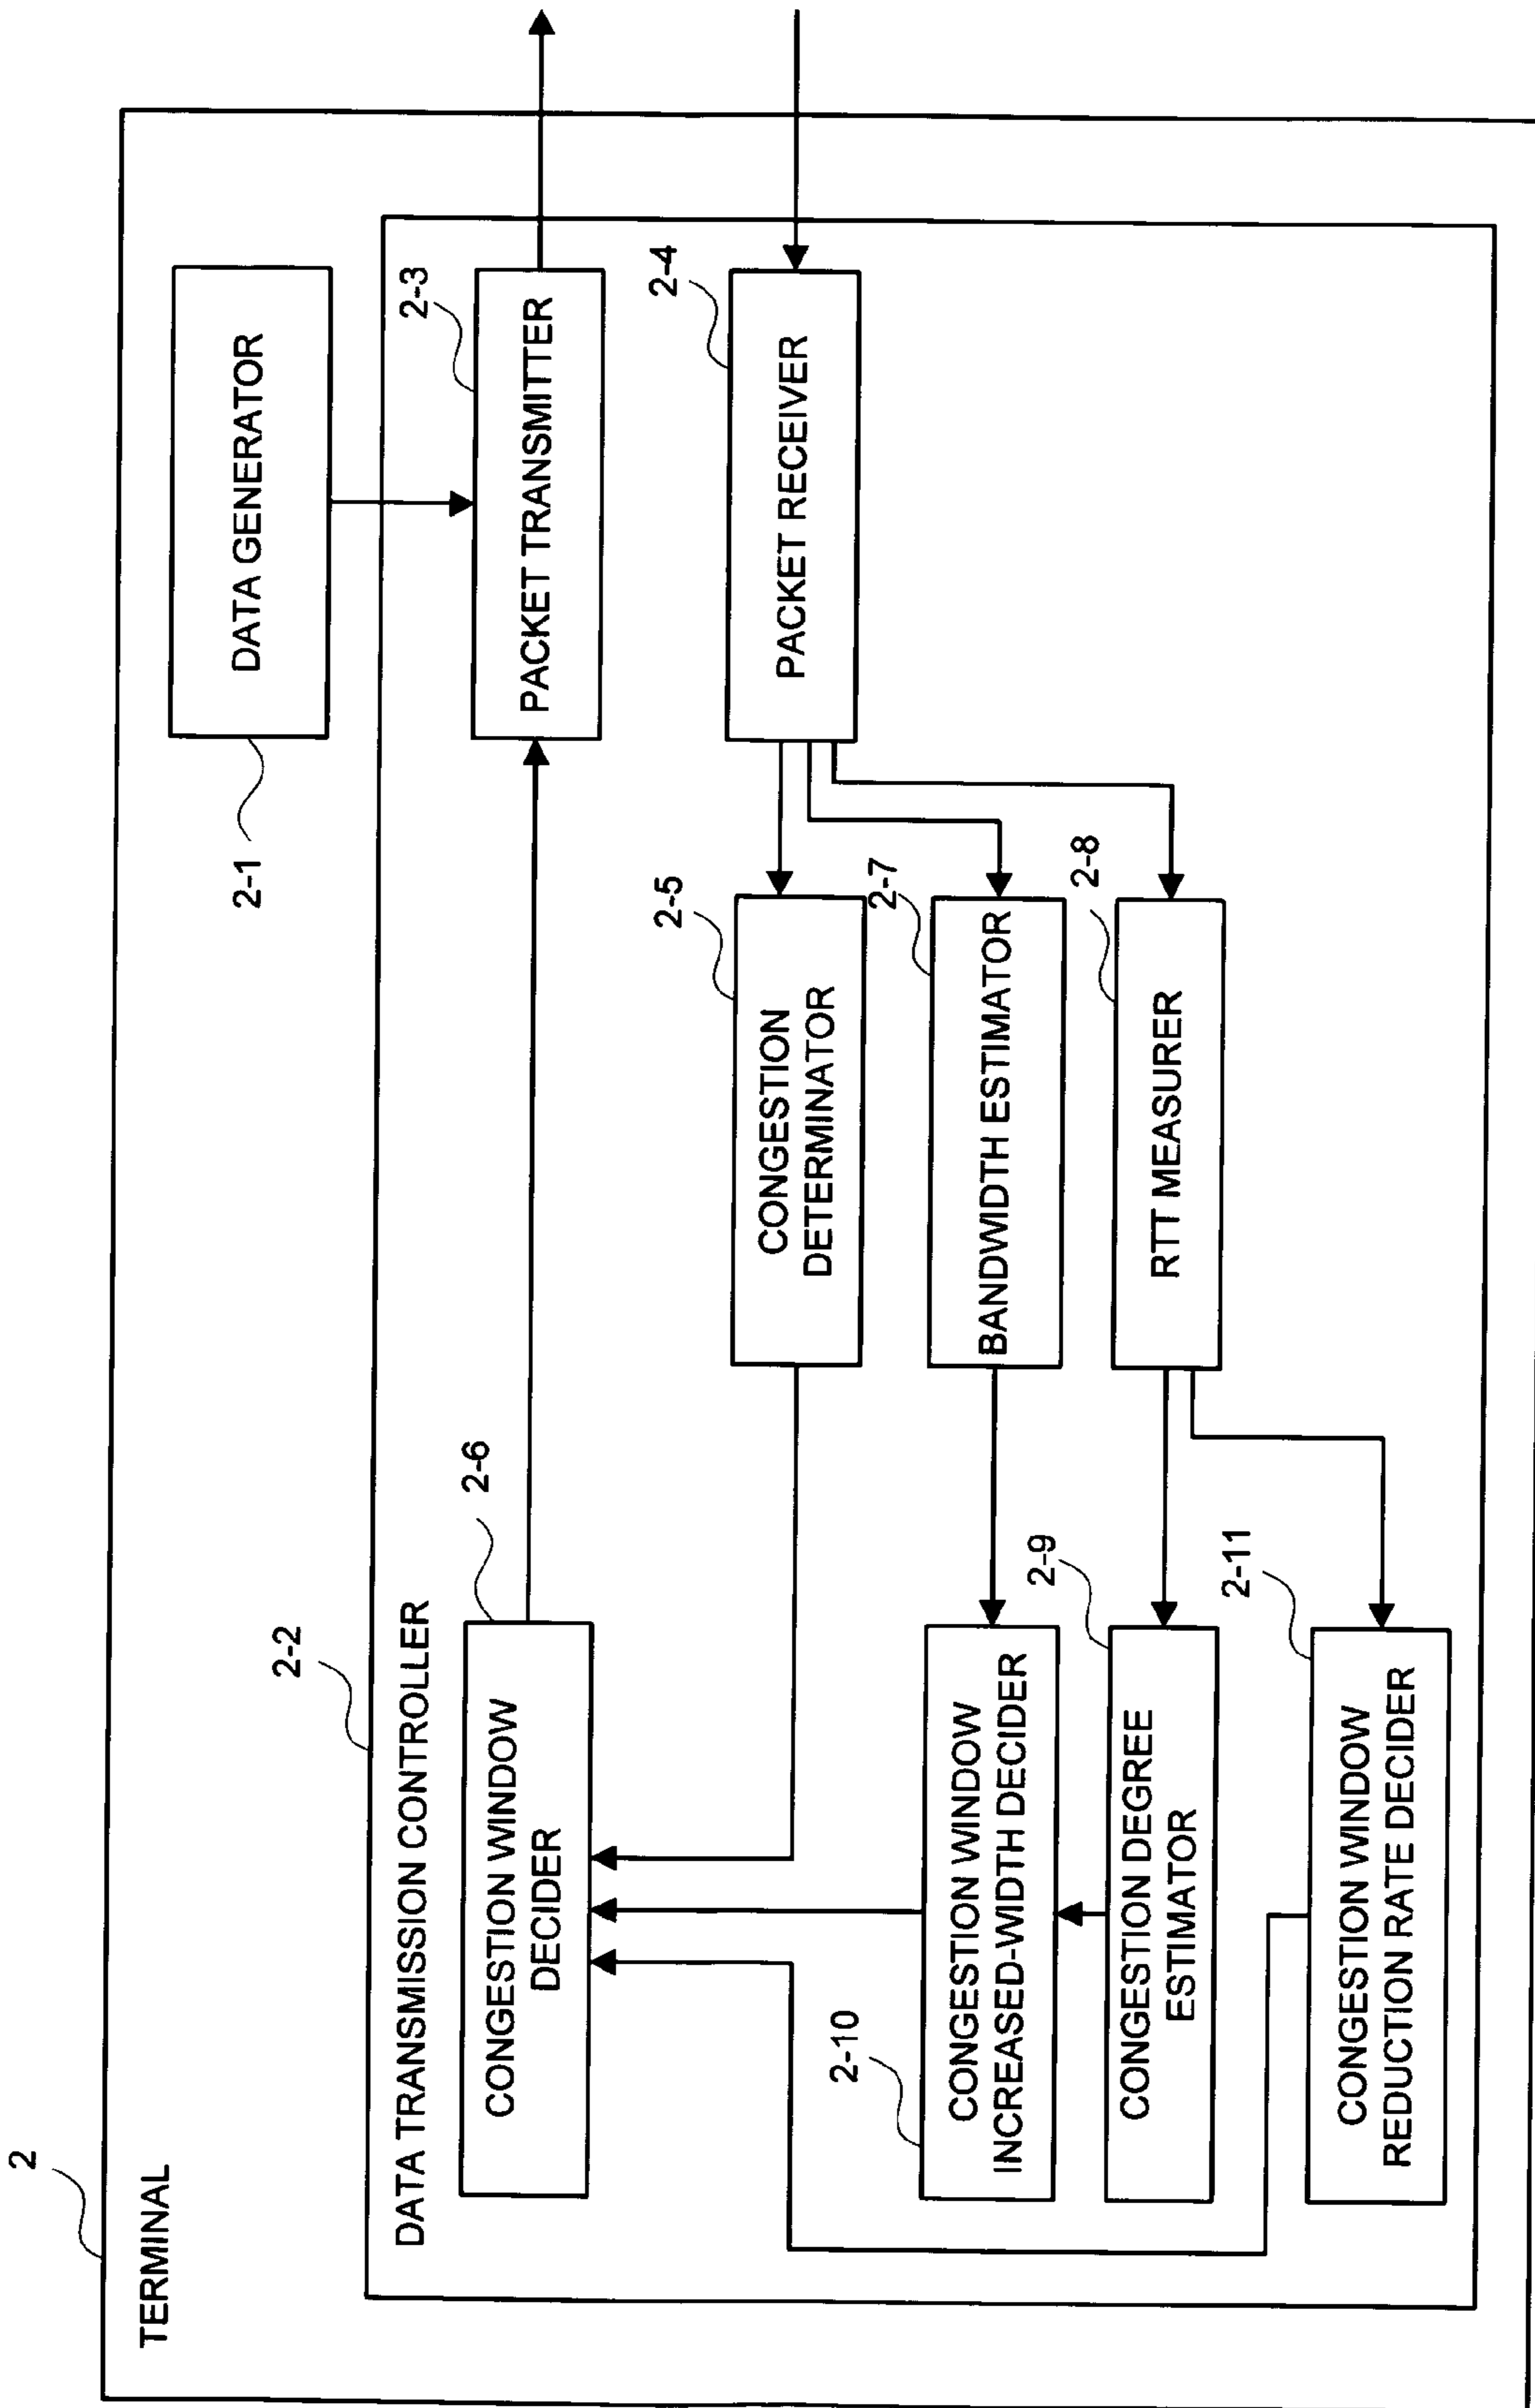 2
TERMINAL
2-1
DATA GENERATOR
2-2
DATA TRANSMISSION CONTROLLER
2-6
CONGESTION WINDOW
DECIDER
2-3
PACKET TRANSMITTER
2-4
PACKET RECEIVER
2-5
CONGESTION
DETERMINATOR
2-10
CONGESTION WINDOW
INCREASED-WIDTH DECIDER
2-7
BANDWIDTH ESTIMATOR
2-9
CONGESTION DEGREE
ESTIMATOR
2-8
RTT MEASURER
2-11
CONGESTION WINDOW
REDUCTION RATE DECIDER